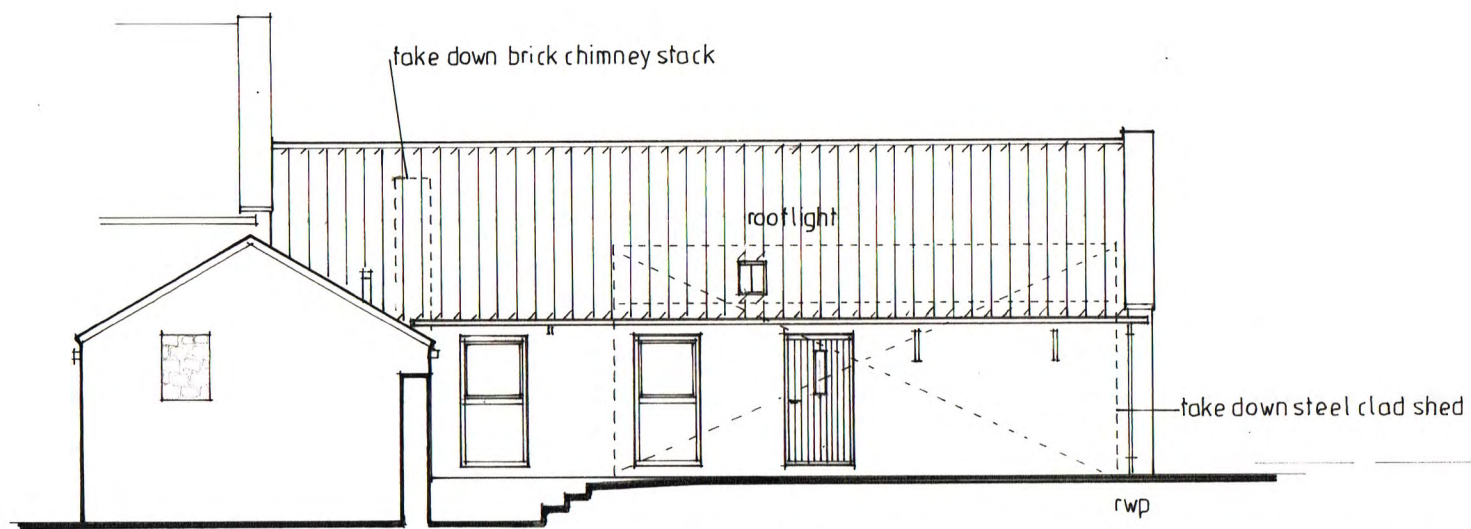 take down brick chimney stack
rooflight
take down steel clad shed
rwp